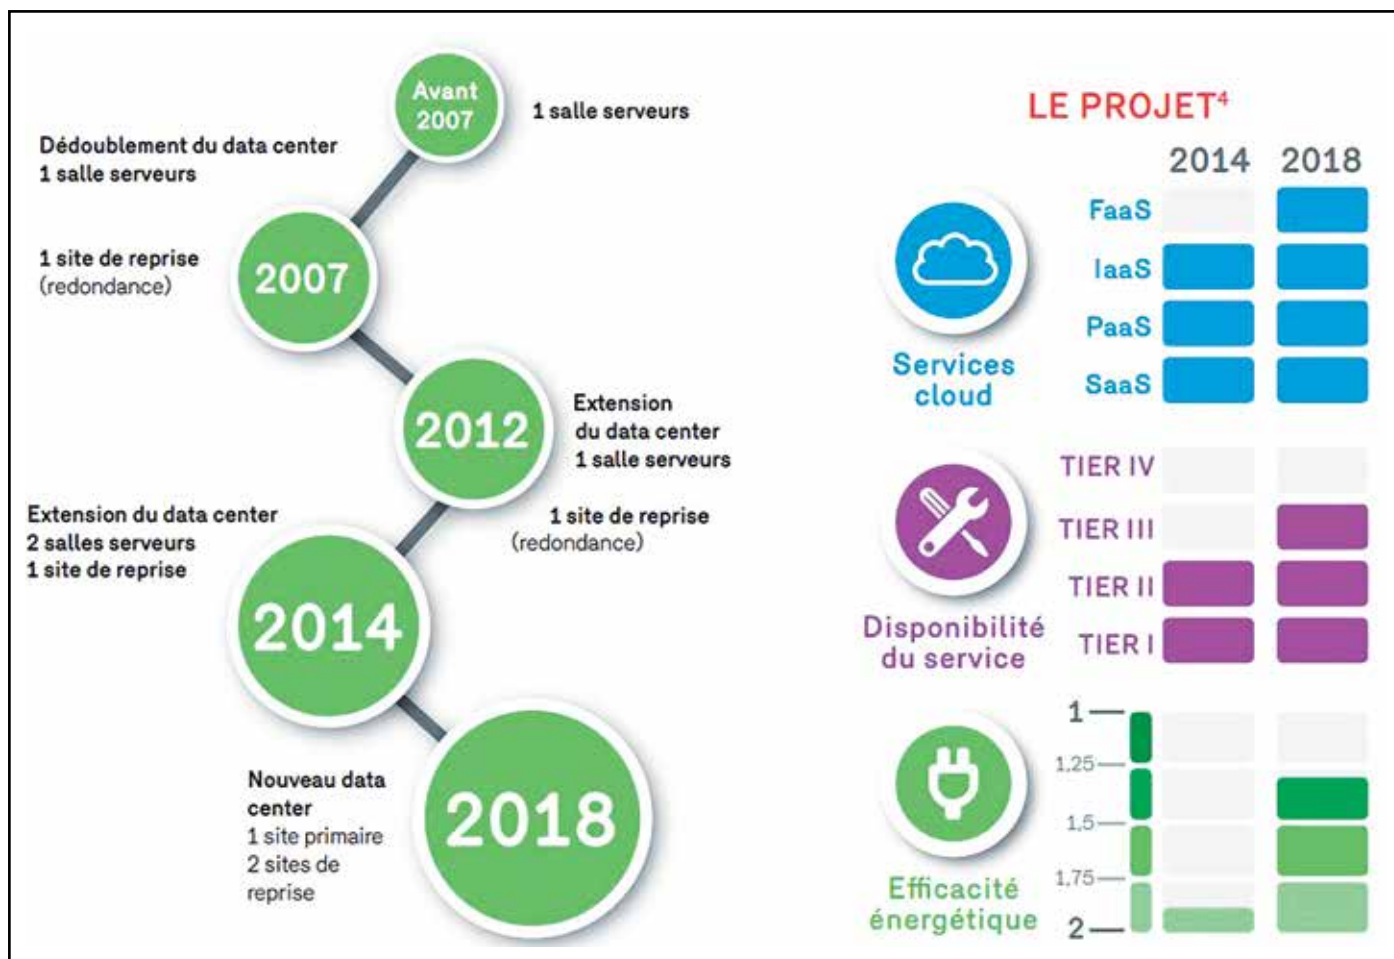 Avant
2007
1 salle serveurs
Dédoublement du data center
1 salle serveurs
1 site de reprise
(redondance)
2007
2012
Extension
du data center
1 salle serveurs
1 site de reprise
(redondance)
Extension du data center
2 salles serveurs
1 site de reprise
2014
Nouveau data
center
1 site primaire
2 sites de
reprise
2018
LE PROJET⁴
2014 2018
Services
cloud
FaaS
IaaS
PaaS
SaaS
Disponibilité
du service
TIER IV
TIER III
TIER II
TIER I
Efficacité
énergétique
1
1,25
1,5
1,75
2